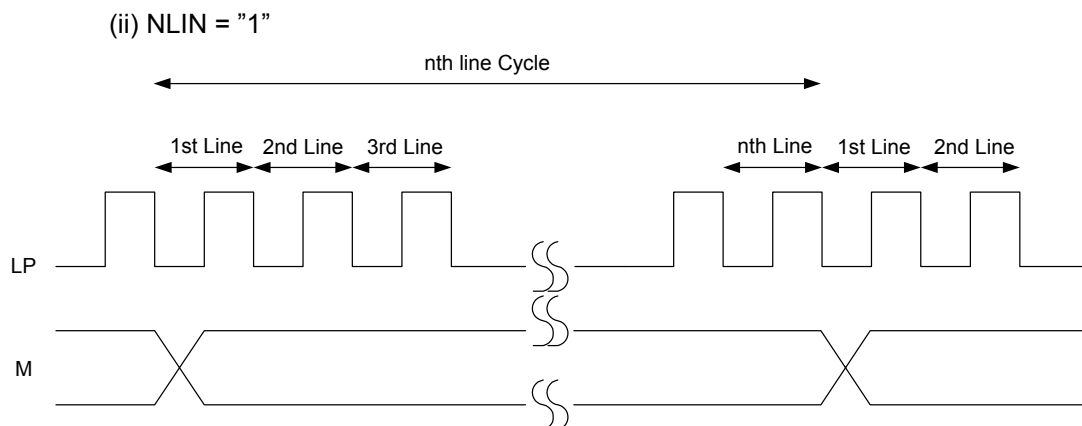 (ii) NLIN = ”1”
nth line Cycle
1st Line 2nd Line 3rd Line nth Line 1st Line 2nd Line
LP
M